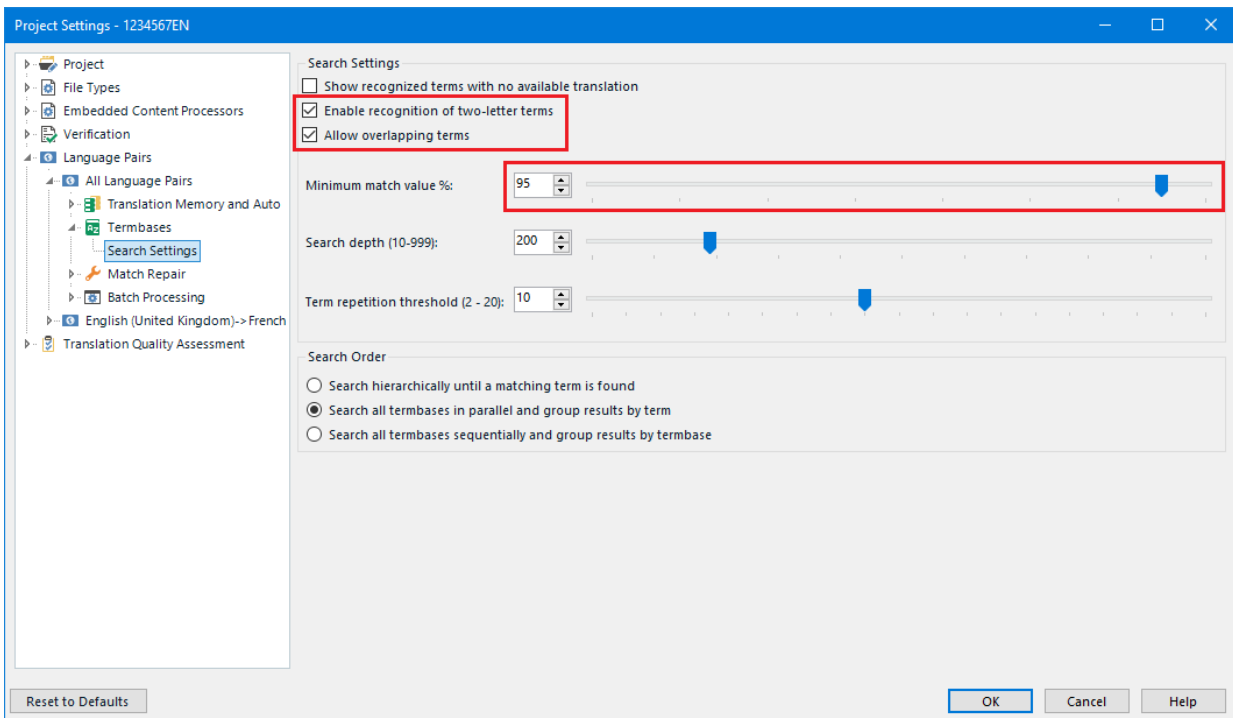 Project Settings - 1234567EN
Project
File Types
Embedded Content Processors
Verification
Language Pairs
All Language Pairs
Translation Memory and Auto
Termbases
Search Settings
Match Repair
Batch Processing
English (United Kingdom)->French
Translation Quality Assessment
Search Settings
Show recognized terms with no available translation
Enable recognition of two-letter terms
Allow overlapping terms
Minimum match value %: 95
Search depth (10-999): 200
Term repetition threshold (2 - 20): 10
Search Order
Search hierarchically until a matching term is found
Search all termbases in parallel and group results by term
Search all termbases sequentially and group results by termbase
Reset to Defaults
OK
Cancel
Help